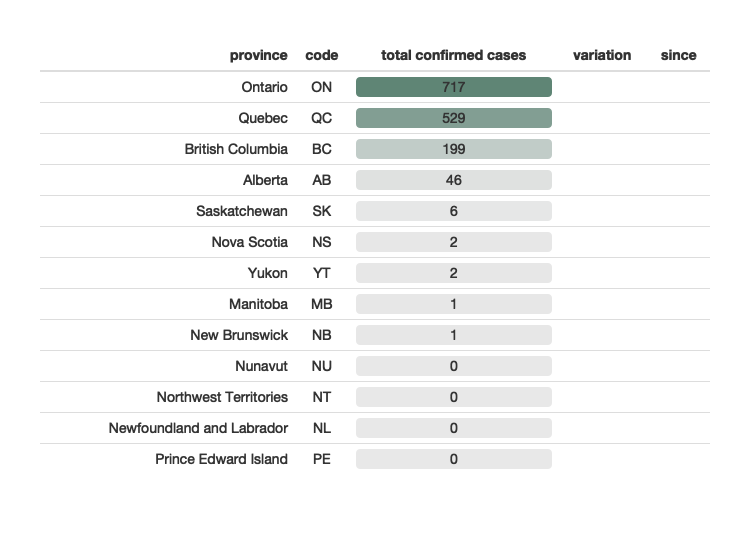 province code total confirmed cases variation since
Ontario ON 717
Quebec QC 529
British Columbia BC 199
Alberta AB 46
Saskatchewan SK 6
Nova Scotia NS 2
Yukon YT 2
Manitoba MB 1
New Brunswick NB 1
Nunavut NU 0
Northwest Territories NT 0
Newfoundland and Labrador NL 0
Prince Edward Island PE 0